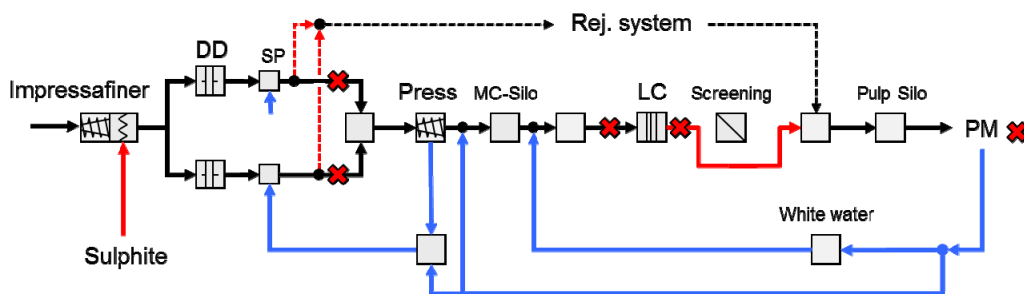 Rej. system
DD
SP
Impressafiner
Press
MC-Silo
LC
Screening
Pulp Silo
PM
White water
Sulphite